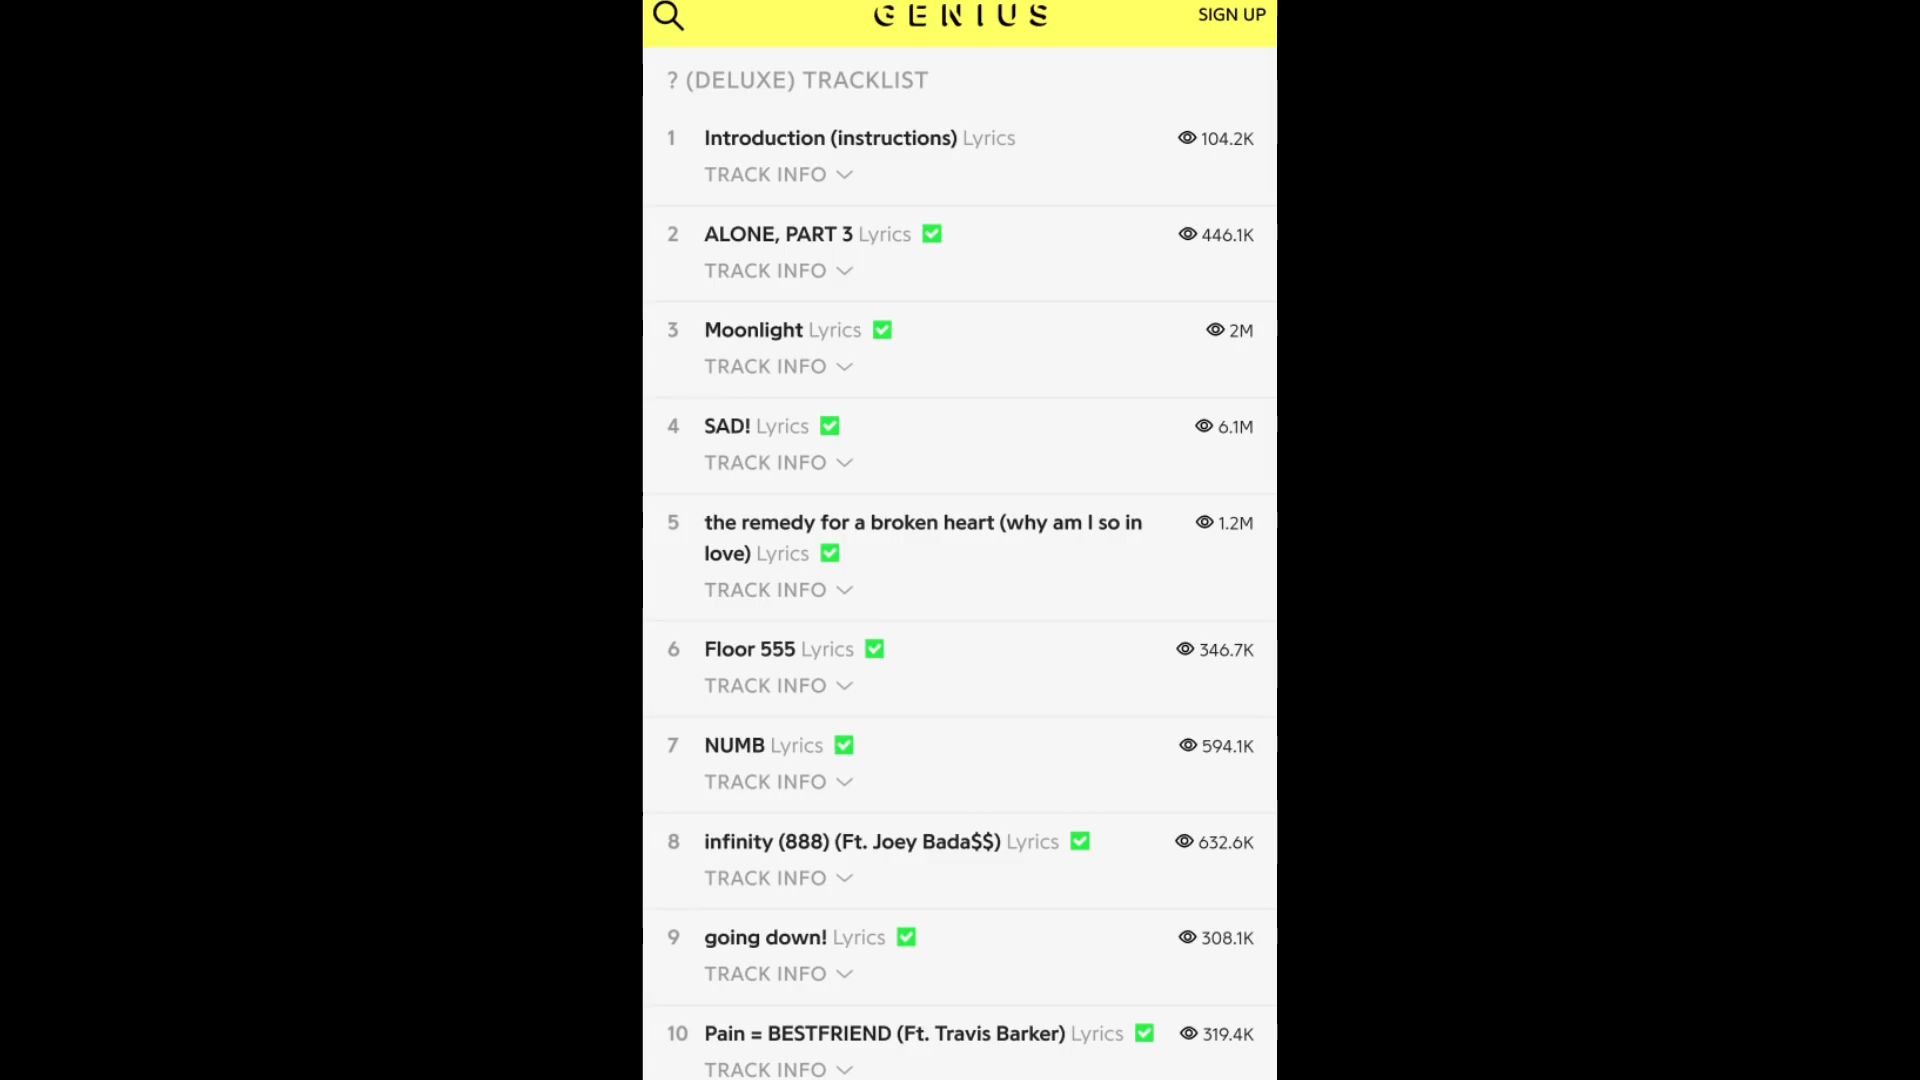 GENIUS
SIGN UP
? (DELUXE) TRACKLIST
1 Introduction (instructions) Lyrics 104.2K
TRACK INFO
2 ALONE, PART 3 Lyrics 446.1K
TRACK INFO
3 Moonlight Lyrics 2M
TRACK INFO
4 SAD! Lyrics 6.1M
TRACK INFO
5 the remedy for a broken heart (why am I so in 1.2M
love) Lyrics
TRACK INFO
6 Floor 555 Lyrics 346.7K
TRACK INFO
7 NUMB Lyrics 594.1K
TRACK INFO
8 infinity (888) (Ft. Joey Bada$$) Lyrics 632.6K
TRACK INFO
9 going down! Lyrics 308.1K
TRACK INFO
10 Pain = BESTFRIEND (Ft. Travis Barker) Lyrics 319.4K
TRACK INFO